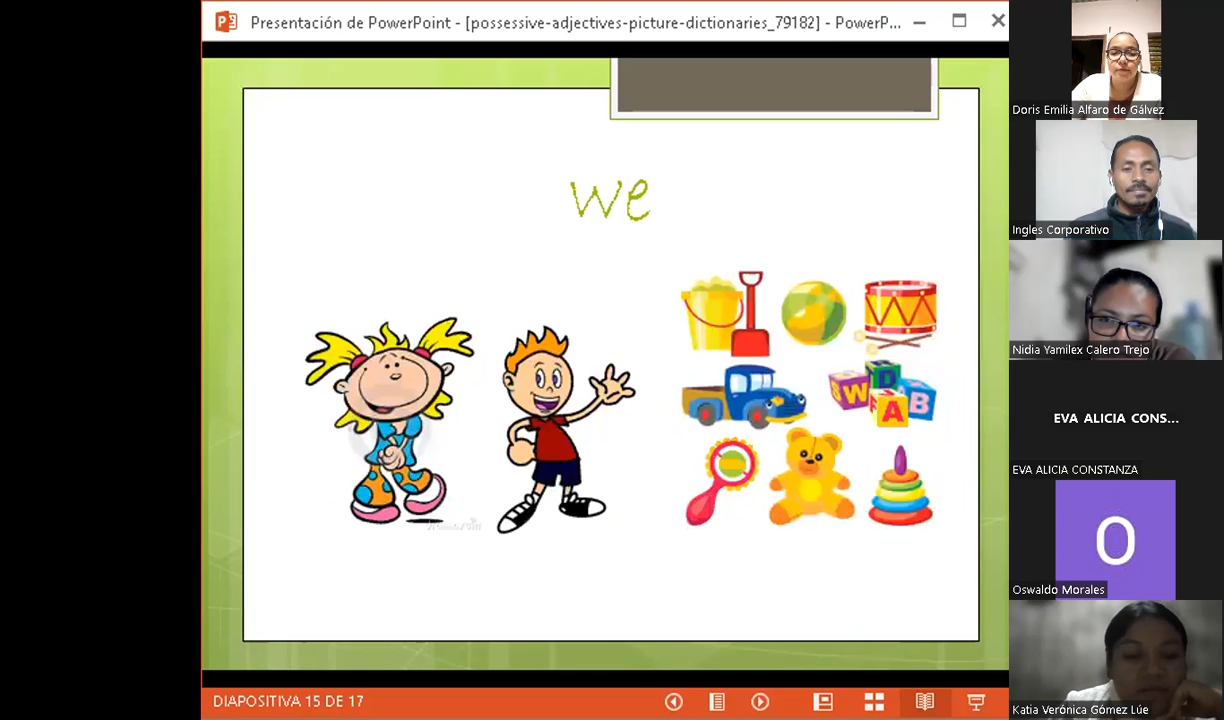 Presentación de PowerPoint - [possessive-adjectives-picture-dictionaries_79182] - PowerP...
we
S W D A B
A
DIAPOSITIVA 15 DE 17
Doris Emilia Alfaro de Gálvez
Ingles Corporativo
Nidia Yamilex Calero Trejo
EVA ALICIA CONS...
EVA ALICIA CONSTANZA
O
Oswaldo Morales
Katia Verónica Gómez Lúe